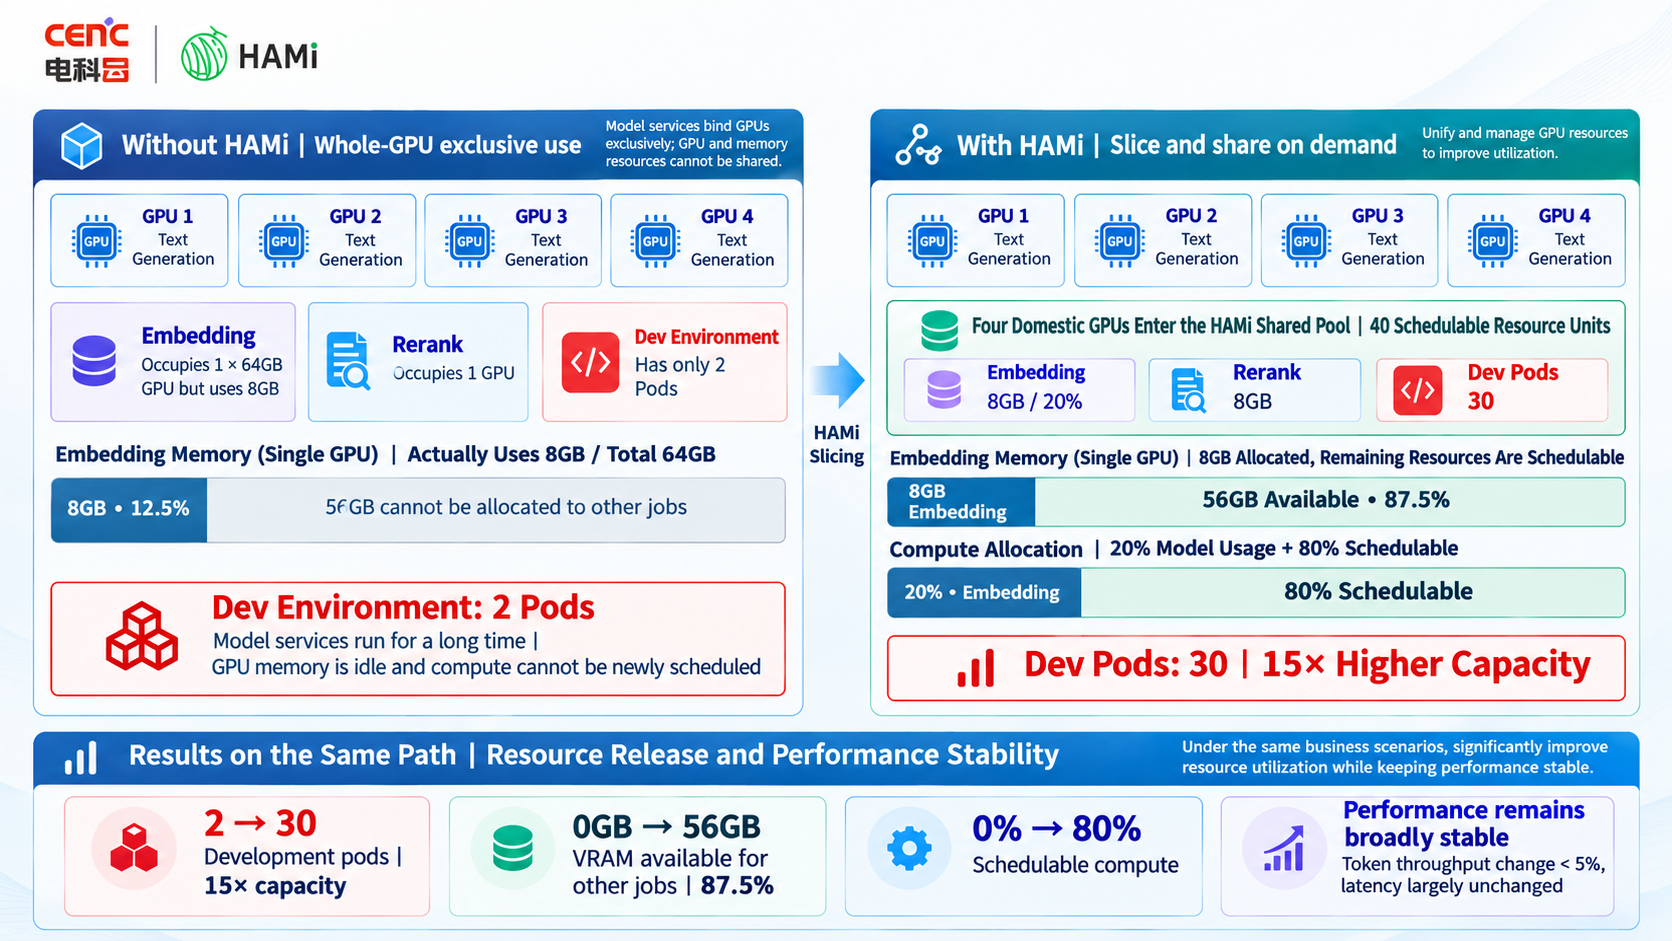 CENC
电科云
HAMi
Without HAMi | Whole-GPU exclusive use
Model services bind GPUs
exclusively; GPU and memory
resources cannot be shared.
GPU
GPU 1
Text
Generation
GPU
GPU 2
Text
Generation
GPU
GPU 3
Text
Generation
GPU
GPU 4
Text
Generation
Embedding
Occupies 1 × 64GB
GPU but uses 8GB
Rerank
Occupies 1 GPU
</>
Dev Environment
Has only 2
Pods
Embedding Memory (Single GPU) | Actually Uses 8GB / Total 64GB
8GB • 12.5%
56GB cannot be allocated to other jobs
Dev Environment: 2 Pods
Model services run for a long time |
GPU memory is idle and compute cannot be newly scheduled
HAMi
Slicing
With HAMi | Slice and share on demand
Unify and manage GPU resources
to improve utilization.
GPU
GPU 1
Text
Generation
GPU
GPU 2
Text
Generation
GPU
GPU 3
Text
Generation
GPU
GPU 4
Text
Generation
Four Domestic GPUs Enter the HAMi Shared Pool | 40 Schedulable Resource Units
Embedding
8GB / 20%
Rerank
8GB
</>
Dev Pods
30
Embedding Memory (Single GPU) | 8GB Allocated, Remaining Resources Are Schedulable
8GB
Embedding
56GB Available • 87.5%
Compute Allocation | 20% Model Usage + 80% Schedulable
20% • Embedding
80% Schedulable
Dev Pods: 30 | 15× Higher Capacity
Results on the Same Path | Resource Release and Performance Stability
Under the same business scenarios, significantly improve
resource utilization while keeping performance stable.
2 → 30
Development pods |
15× capacity
0GB → 56GB
VRAM available for
other jobs | 87.5%
0% → 80%
Schedulable compute
Performance remains
broadly stable
Token throughput change < 5%,
latency largely unchanged